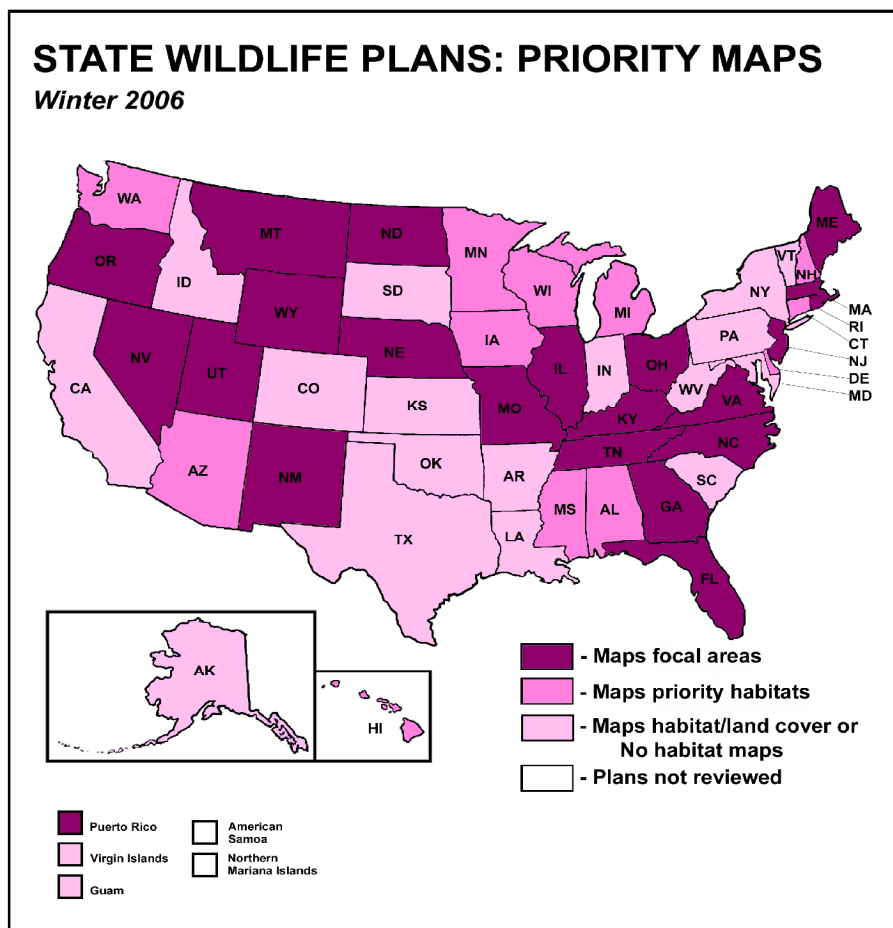 STATE WILDLIFE PLANS: PRIORITY MAPS
Winter 2006
WA
MT
ND
MN
ME
OR
ID
SD
WI
MI
VT
NH
NY
WY
MA
RI
CT
NJ
DE
MD
IA
PA
NE
NV
UT
IL
IN
OH
CA
CO
KS
MO
WV
VA
KY
NC
TN
AZ
NM
OK
AR
SC
MS
AL
GA
TX
LA
FL
AK
HI
- Maps focal areas
- Maps priority habitats
- Maps habitat/land cover or
No habitat maps
- Plans not reviewed
Puerto Rico
Virgin Islands
Guam
American
Samoa
Northern
Mariana Islands